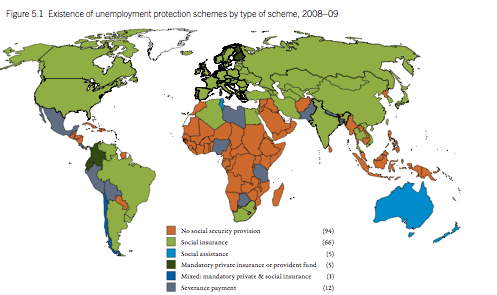 Figure 5.1 Existence of unemployment protection schemes by type of scheme, 2008–09
No social security provision (94)
Social insurance (66)
Social assistance (5)
Mandatory private insurance or provident fund (5)
Mixed: mandatory private & social insurance (1)
Severance payment (12)